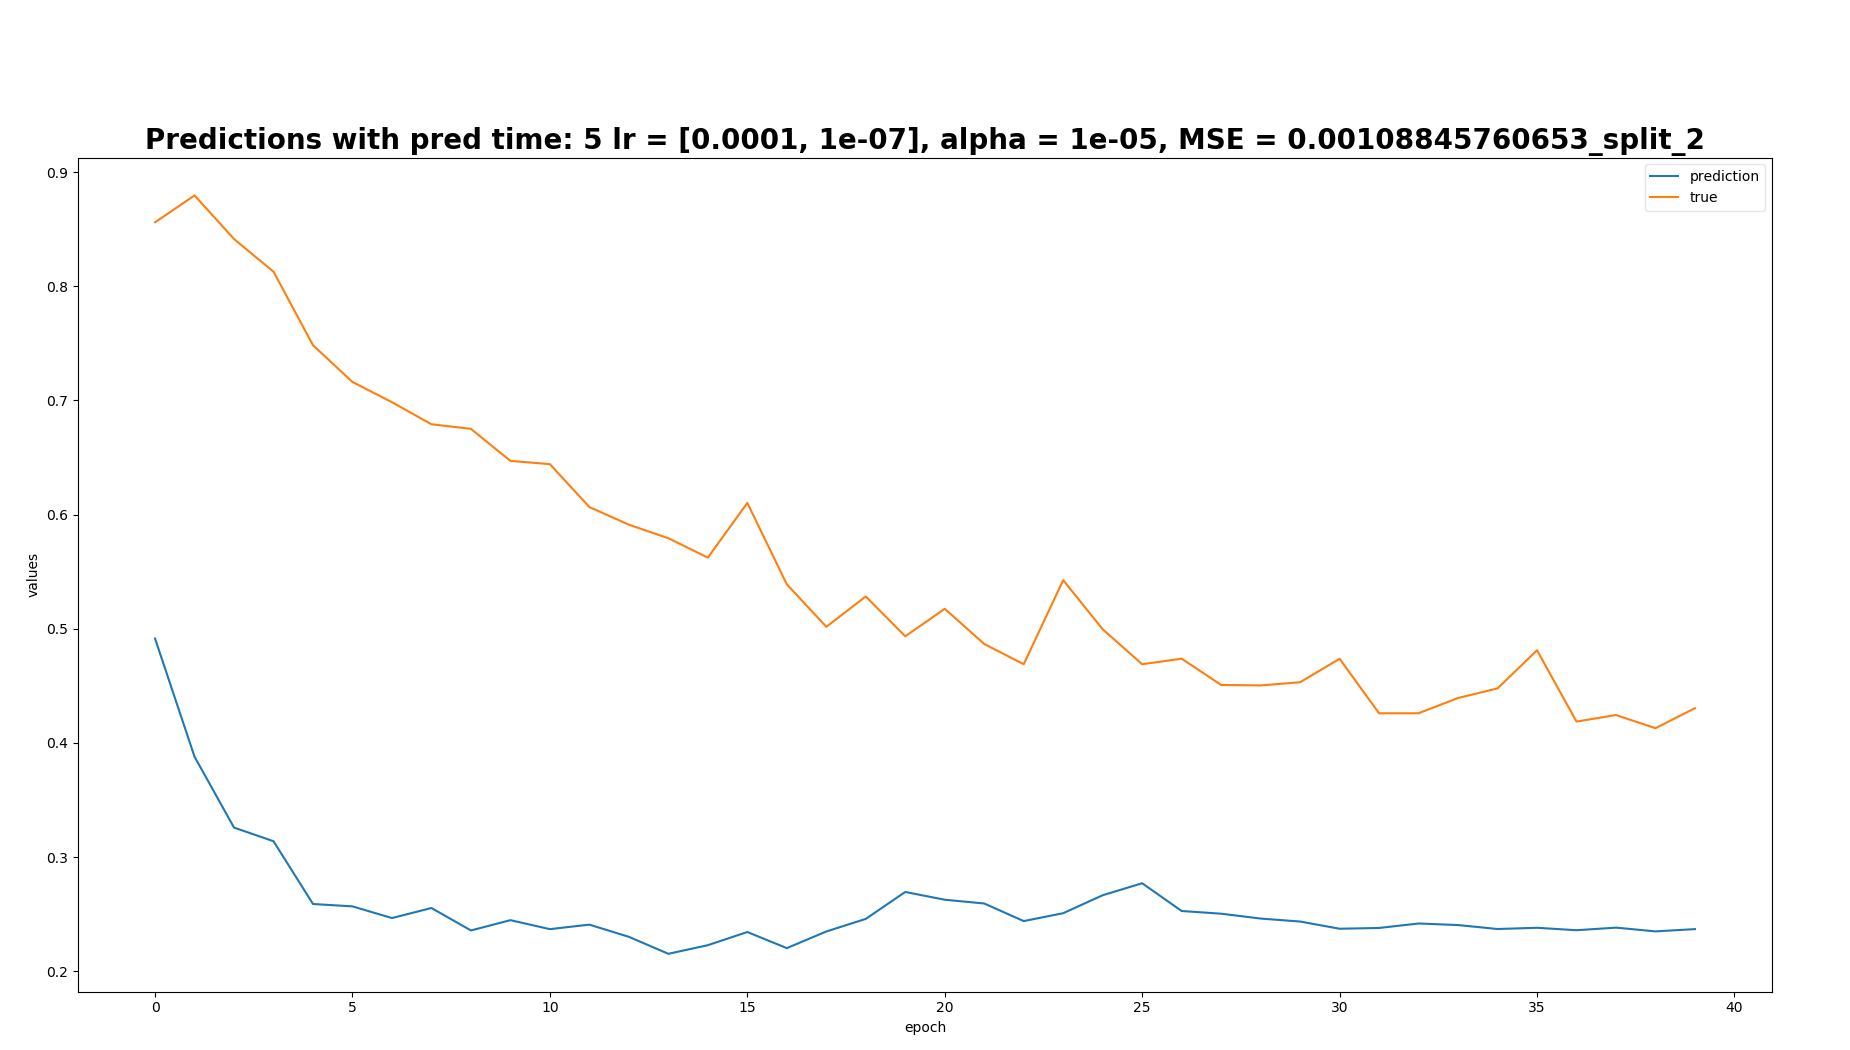 Predictions with pred time: 5 lr = [0.0001, 1e-07], alpha = 1e-05, MSE = 0.00108845760653_split_2
prediction
true
0.9
0.8
0.7
0.6
0.5
0.4
0.3
0.2
values
0 5 10 15 20 25 30 35 40
epoch